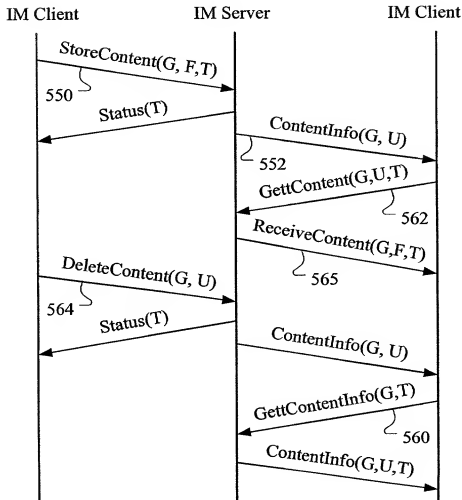 IM Client IM Server IM Client
StoreContent(G, F,T)
550
Status(T)
ContentInfo(G, U)
552
GettContent(G,U,T)
562
ReceiveContent(G,F,T)
565
DeleteContent(G, U)
564
Status(T)
ContentInfo(G, U)
GettContentInfo(G,T)
560
ContentInfo(G,U,T)